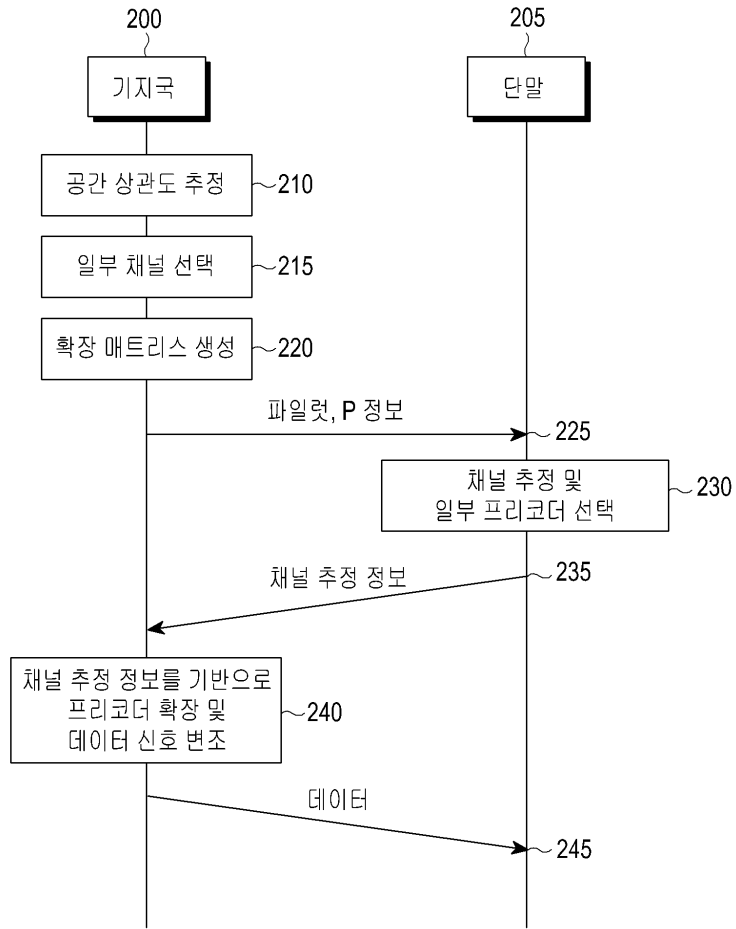 200
205
기지국
단말
공간 상관도 추정
210
일부 채널 선택
215
확장 매트리스 생성
220
파일럿, P 정보
225
채널 추정 및
일부 프리코더 선택
230
채널 추정 정보
235
채널 추정 정보를 기반으로
프리코더 확장 및
데이터 신호 변조
240
데이터
245